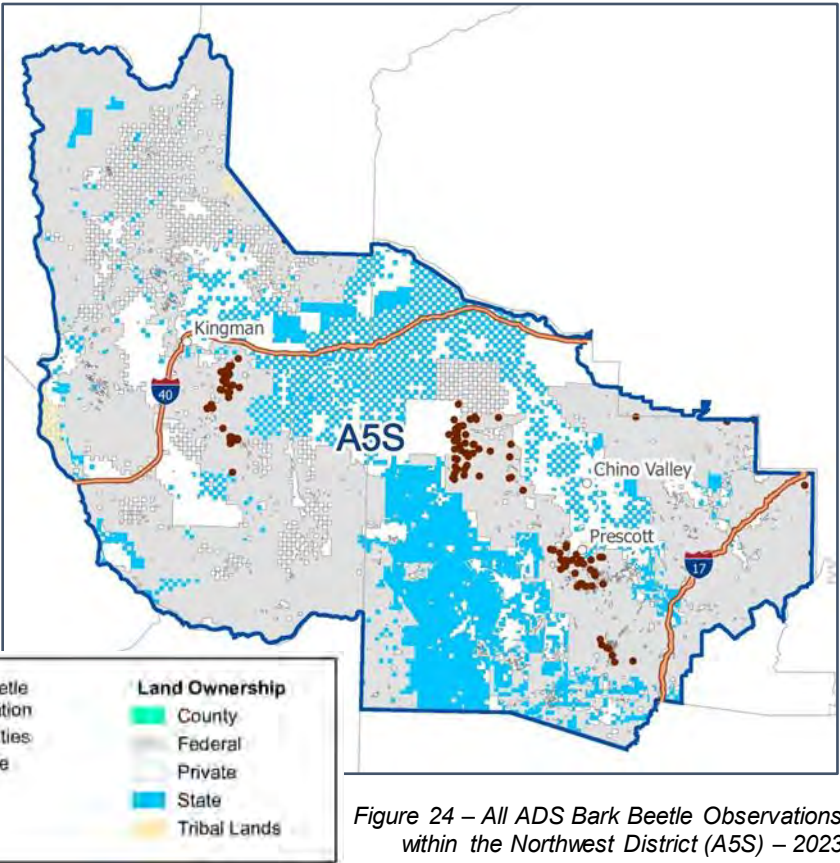 Kingman
40
A5S
Chino Valley
Prescott
17
Land Ownership
County
Federal
Private
State
Tribal Lands
Figure 24 – All ADS Bark Beetle Observations
within the Northwest District (A5S) – 2023